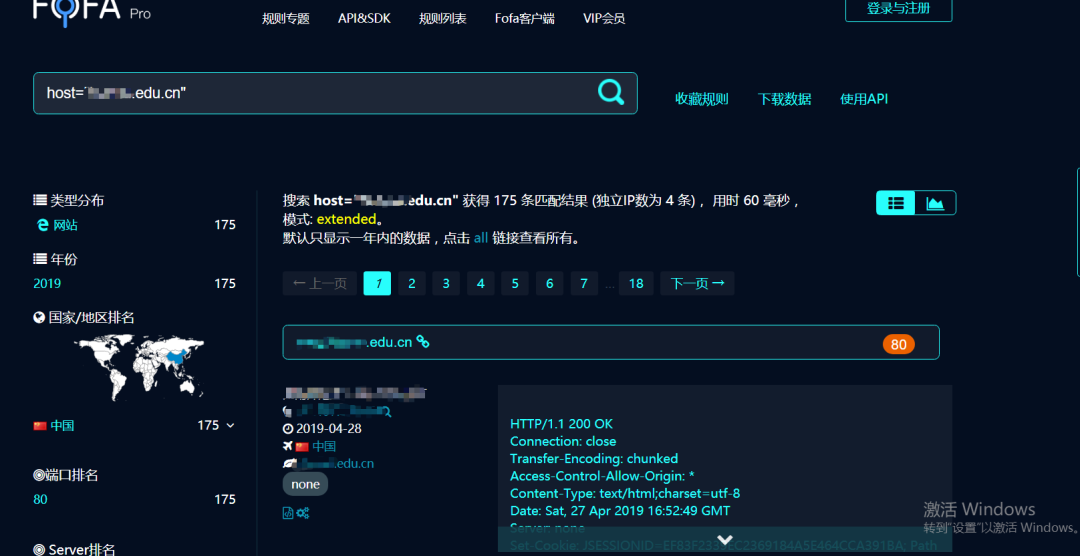 FOFA Pro
规则专题 API&SDK 规则列表 Fofa客户端 VIP会员
登录与注册
host=" .edu.cn"
收藏规则 下载数据 使用API
类型分布
网站 175
年份
2019 175
国家/地区排名
中国 175
端口排名
80 175
Server排名
搜索 host=" .edu.cn" 获得 175 条匹配结果 (独立IP数为 4 条) ，用时 60 毫秒，
模式: extended。
默认只显示一年内的数据，点击 all 链接查看所有。
←上一页 1 2 3 4 5 6 7 ... 18 下一页→
.edu.cn 80
2019-04-28
中国
.edu.cn
none
HTTP/1.1 200 OK
Connection: close
Transfer-Encoding: chunked
Access-Control-Allow-Origin: *
Content-Type: text/html;charset=utf-8
Date: Sat, 27 Apr 2019 16:52:49 GMT
Server: none
Set-Cookie: Path
激活 Windows
转到"设置"以激活 Windows。